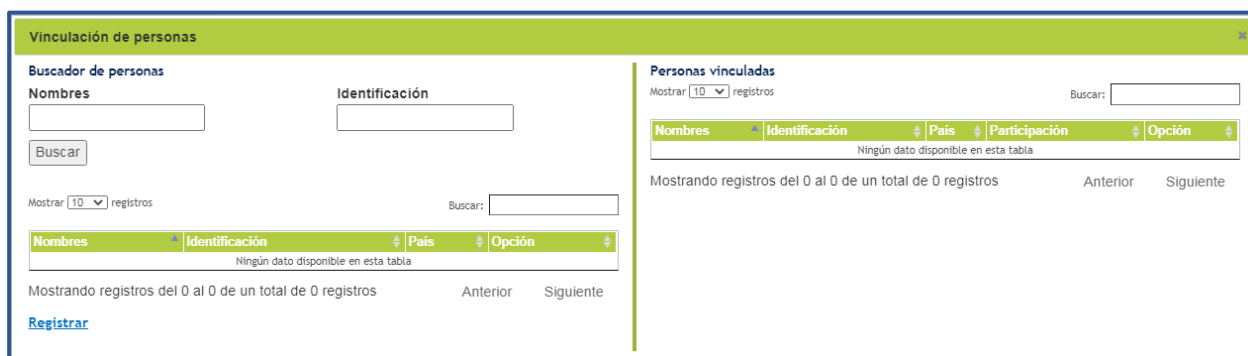 Vinculación de personas
Buscador de personas
Nombres Identificación
Buscar
Mostrar 10 registros Buscar:
Nombres Identificación País Opción
Ningún dato disponible en esta tabla
Mostrando registros del 0 al 0 de un total de 0 registros Anterior Siguiente
Registrar
Personas vinculadas
Mostrar 10 registros Buscar:
Nombres Identificación País Participación Opción
Ningún dato disponible en esta tabla
Mostrando registros del 0 al 0 de un total de 0 registros Anterior Siguiente